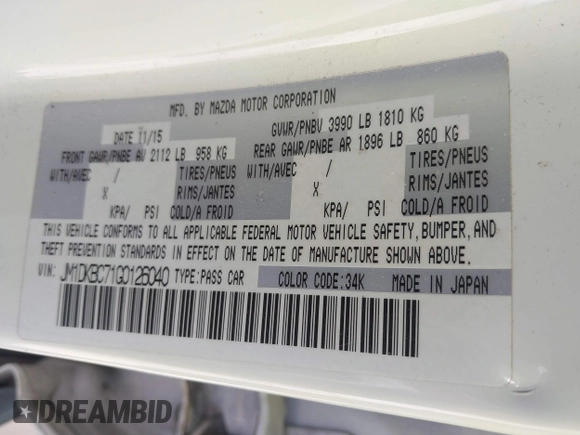 MFD. BY MAZDA MOTOR CORPORATION
DATE 11/15 GVWR/PNBV 3990 LB 1810 KG
FRONT GAWR/PNBE AV 2112 LB 958 KG REAR GAWR/PNBE AR 1896 LB 860 KG
WITH/AVEC / TIRES/PNEUS WITH/AVEC / TIRES/PNEUS
X RIMS/JANTES X RIMS/JANTES
KPA/ PSI COLD/A FROID KPA/ PSI COLD/A FROID
THIS VEHICLE CONFORMS TO ALL APPLICABLE FEDERAL MOTOR VEHICLE SAFETY, BUMPER, AND
THEFT PREVENTION STANDARDS IN EFFECT ON THE DATE OF MANUFACTURE SHOWN ABOVE.
VIN: JM1DKBC71G0126040 TYPE:PASS CAR COLOR CODE:34K MADE IN JAPAN
DREAMBID